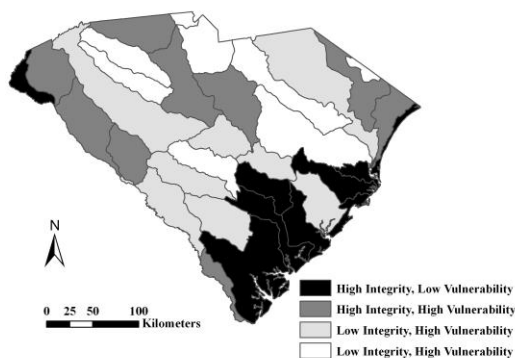 N
0 25 50 100
Kilometers
High Integrity, Low Vulnerability
High Integrity, High Vulnerability
Low Integrity, High Vulnerability
Low Integrity, High Vulnerability